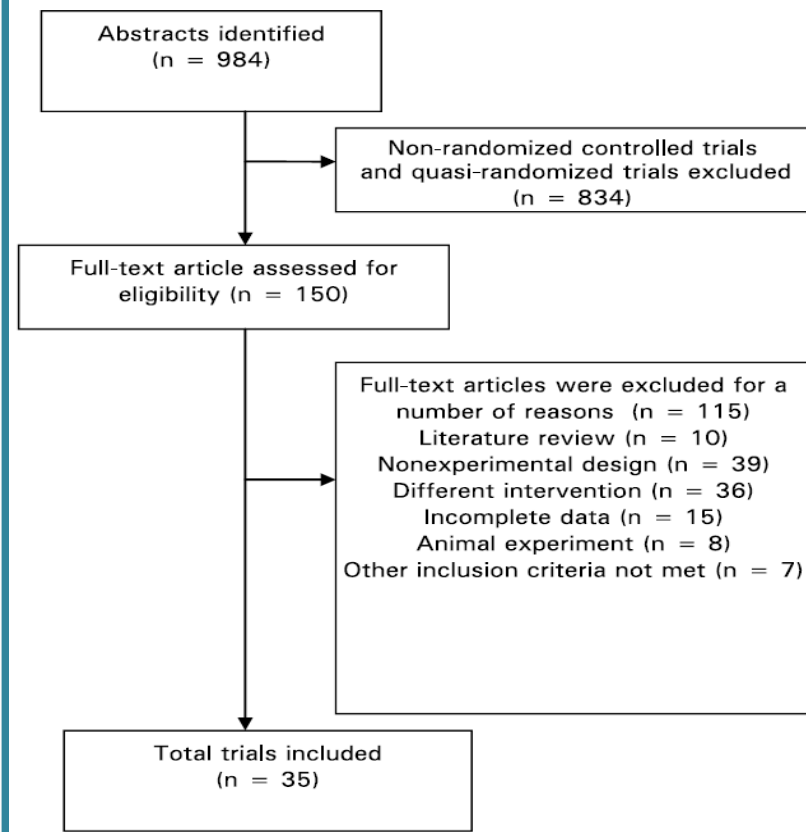 Abstracts identified
(n = 984)
Non-randomized controlled trials
and quasi-randomized trials excluded
(n = 834)
Full-text article assessed for
eligibility (n = 150)
Full-text articles were excluded for a
number of reasons (n = 115)
Literature review (n = 10)
Nonexperimental design (n = 39)
Different intervention (n = 36)
Incomplete data (n = 15)
Animal experiment (n = 8)
Other inclusion criteria not met (n = 7)
Total trials included
(n = 35)